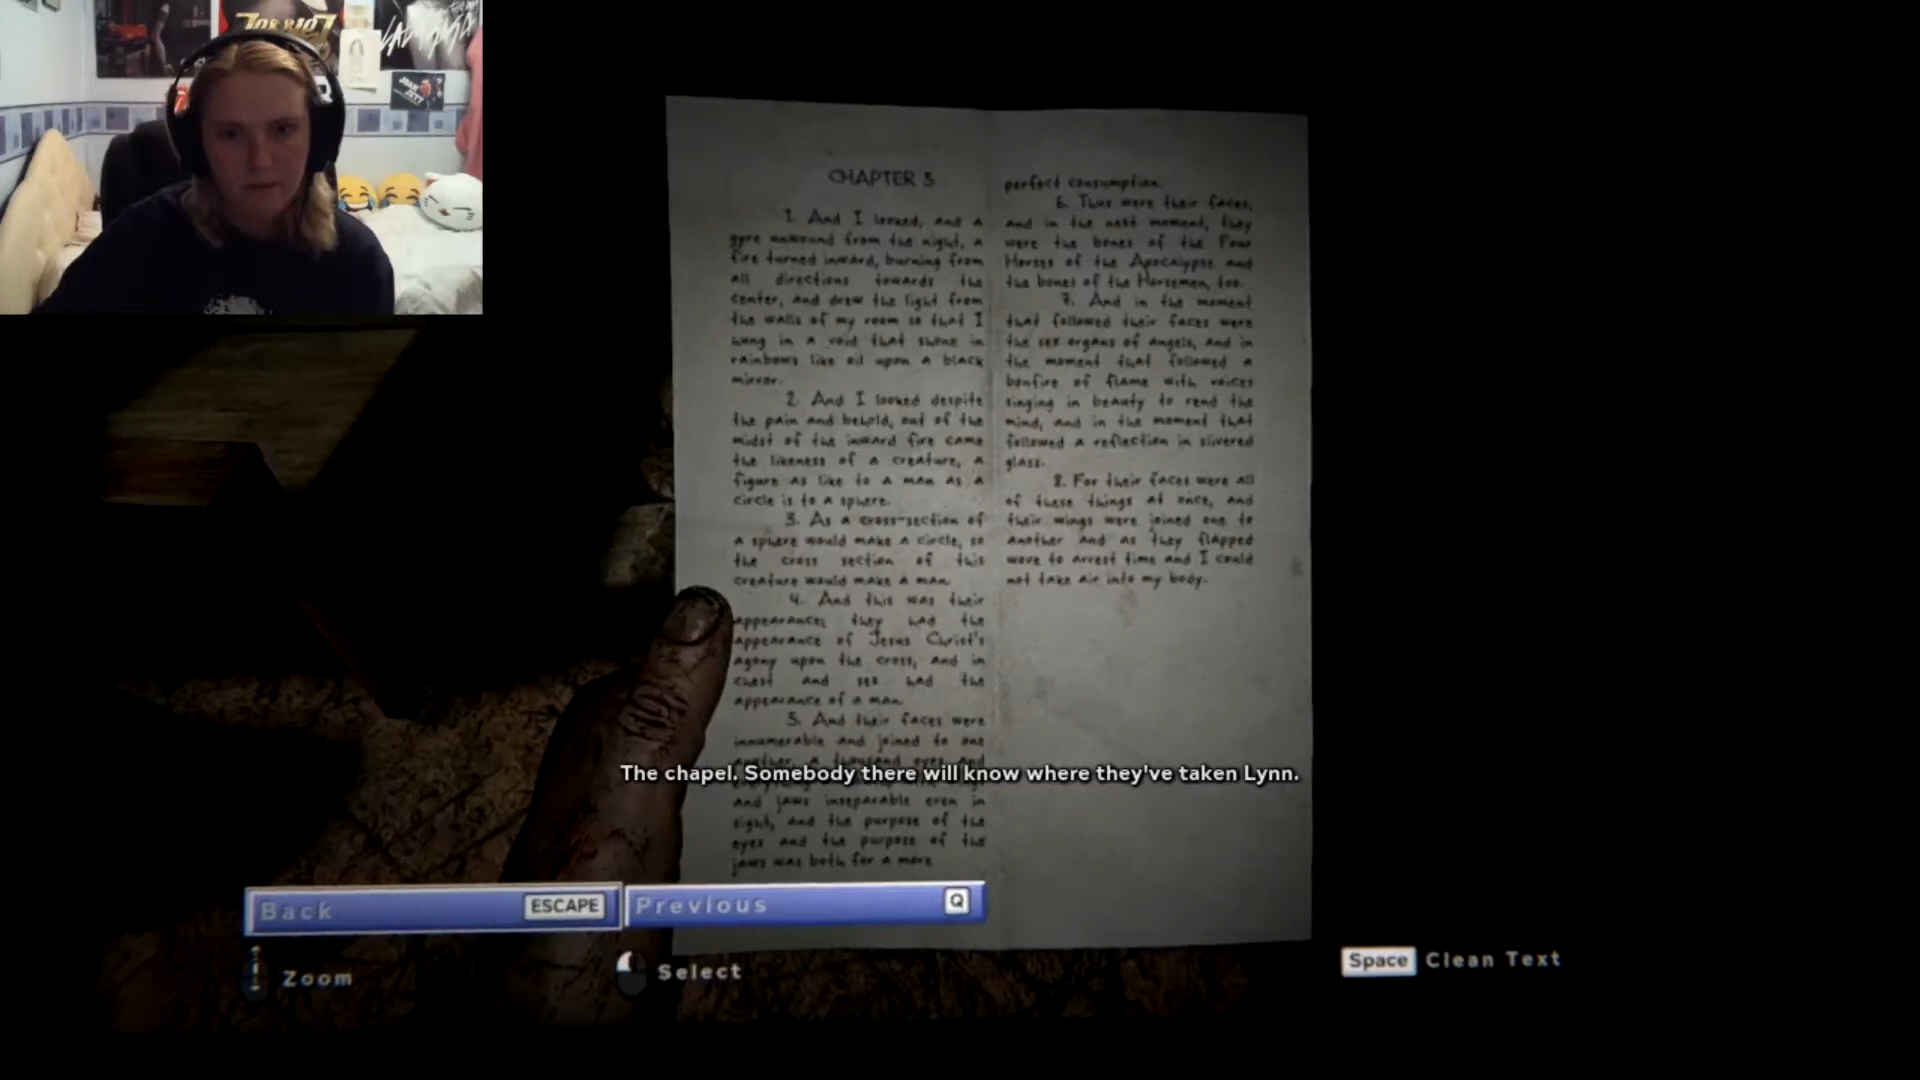 LADY GAGA
JOAN
JETT
CHAPTER 5
1. And I looked, and a
gyre unwound from the night, a
fire turned inward, burning from
all directions towards the
center, and drew the light from
the walls of my room so that I
hung in a void that shone in
rainbows like oil upon a black
mirror.
2. And I looked despite
the pain and behold, out of the
midst of the inward fire came
the likeness of a creature, a
figure as like to a man as a
circle is to a sphere.
3. As a cross-section of
a sphere would make a circle, so
the cross section of this
creature would make a man.
4. And this was their
appearance; they had the
appearance of Jesus Christ's
agony upon the cross, and in
chest and sex had the
appearance of a man.
5. And their faces were
innumerable and joined to one
another, a thousand eyes and
and jaws inseparable even in
sight, and the purpose of the
eyes and the purpose of the
jaws was both for a more
perfect consumption.
6. Thus were their faces,
and in the next moment, they
were the bones of the Four
Horses of the Apocalypse and
the bones of the Horsemen, too.
7. And in the moment
that followed their faces were
the sex organs of angels, and in
the moment that followed a
bonfire of flame with voices
singing in beauty to rend the
mind, and in the moment that
followed a reflection in slivered
glass.
8. For their faces were all
of these things at once, and
their wings were joined one to
another and as they flapped
wove to arrest time and I could
not take air into my body.
The chapel. Somebody there will know where they've taken Lynn.
Back ESCAPE
Previous Q
Zoom
Select
Space Clean Text